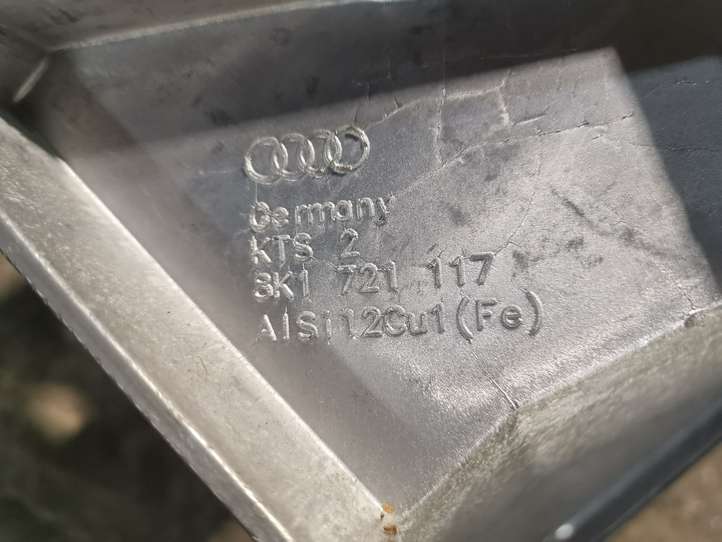 Germany
KTS 2
8K1 721 117
AlSi12Cu1(Fe)